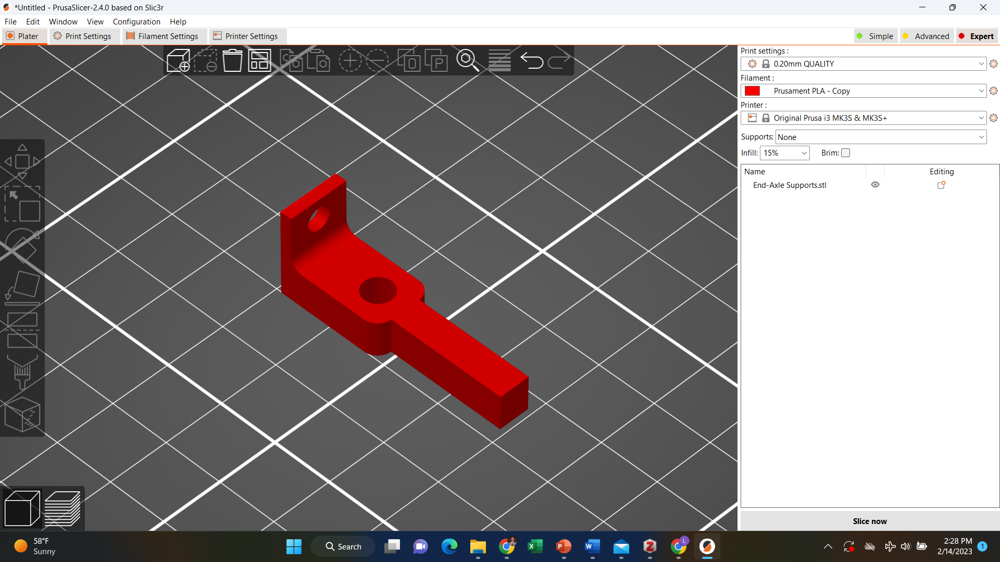 *Untitled - PrusaSlicer-2.4.0 based on Slic3r
File Edit Window View Configuration Help
Plater Print Settings Filament Settings Printer Settings Simple Advanced Expert
Print settings :
0.20mm QUALITY
Filament :
Prusament PLA - Copy
Printer :
Original Prusa i3 MK3S & MK3S+
Supports: None
Infill: 15% Brim:
Name Editing
End-Axle Supports.stl
O P
Slice now
58°F
Sunny
Search
X P W Z L
2:28 PM
2/14/2023
1